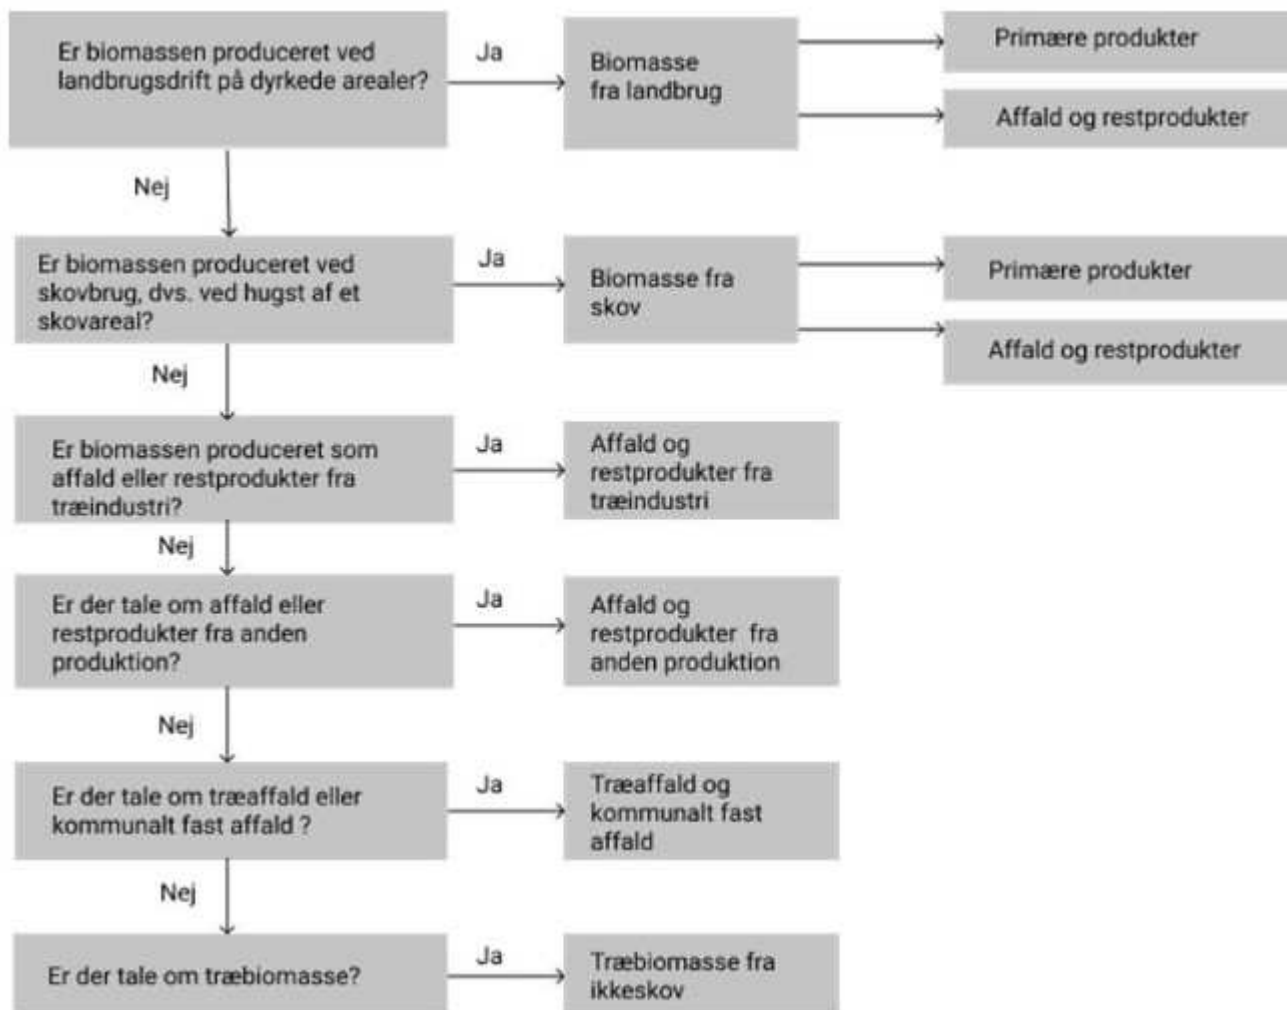 Er biomassen produceret ved
landbrugsdrift på dyrkede arealer?
Ja
Biomasse
fra landbrug
Primære produkter
Affald og restprodukter
Nej
Er biomassen produceret ved
skovbrug, dvs. ved hugst af et
skovareal?
Ja
Biomasse fra
skov
Primære produkter
Affald og restprodukter
Nej
Er biomassen produceret som
affald eller restprodukter fra
træindustri?
Ja
Affald og
restprodukter fra
træindustri
Nej
Er der tale om affald eller
restprodukter fra anden
produktion?
Ja
Affald og
restprodukter fra
anden produktion
Nej
Er der tale om træaffald eller
kommunalt fast affald ?
Ja
Træaffald og
kommunalt fast
affald
Nej
Er der tale om træbiomasse?
Ja
Træbiomasse fra
ikkeskov